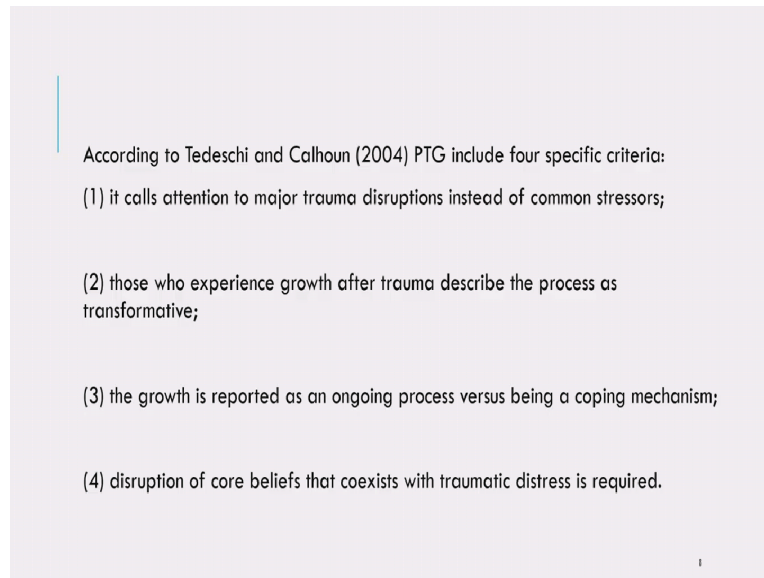 According to Tedeschi and Calhoun (2004) PTG include four specific criteria:
(1) it calls attention to major trauma disruptions instead of common stressors;
(2) those who experience growth after trauma describe the process as
transformative;
(3) the growth is reported as an ongoing process versus being a coping mechanism;
(4) disruption of core beliefs that coexists with traumatic distress is required.